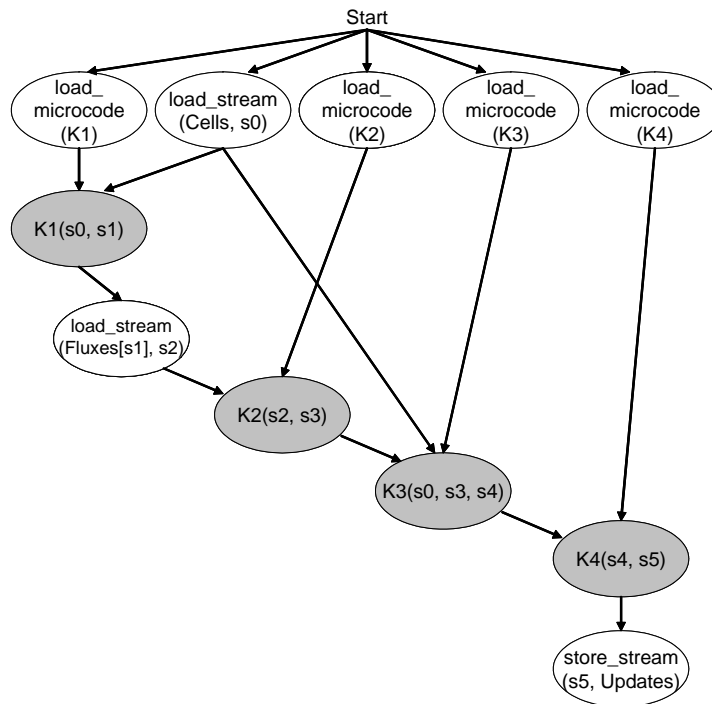 Start
load_
microcode
(K1)
load_stream
(Cells, s0)
load_
microcode
(K2)
load_
microcode
(K3)
load_
microcode
(K4)
K1(s0, s1)
load_stream
(Fluxes[s1], s2)
K2(s2, s3)
K3(s0, s3, s4)
K4(s4, s5)
store_stream
(s5, Updates)